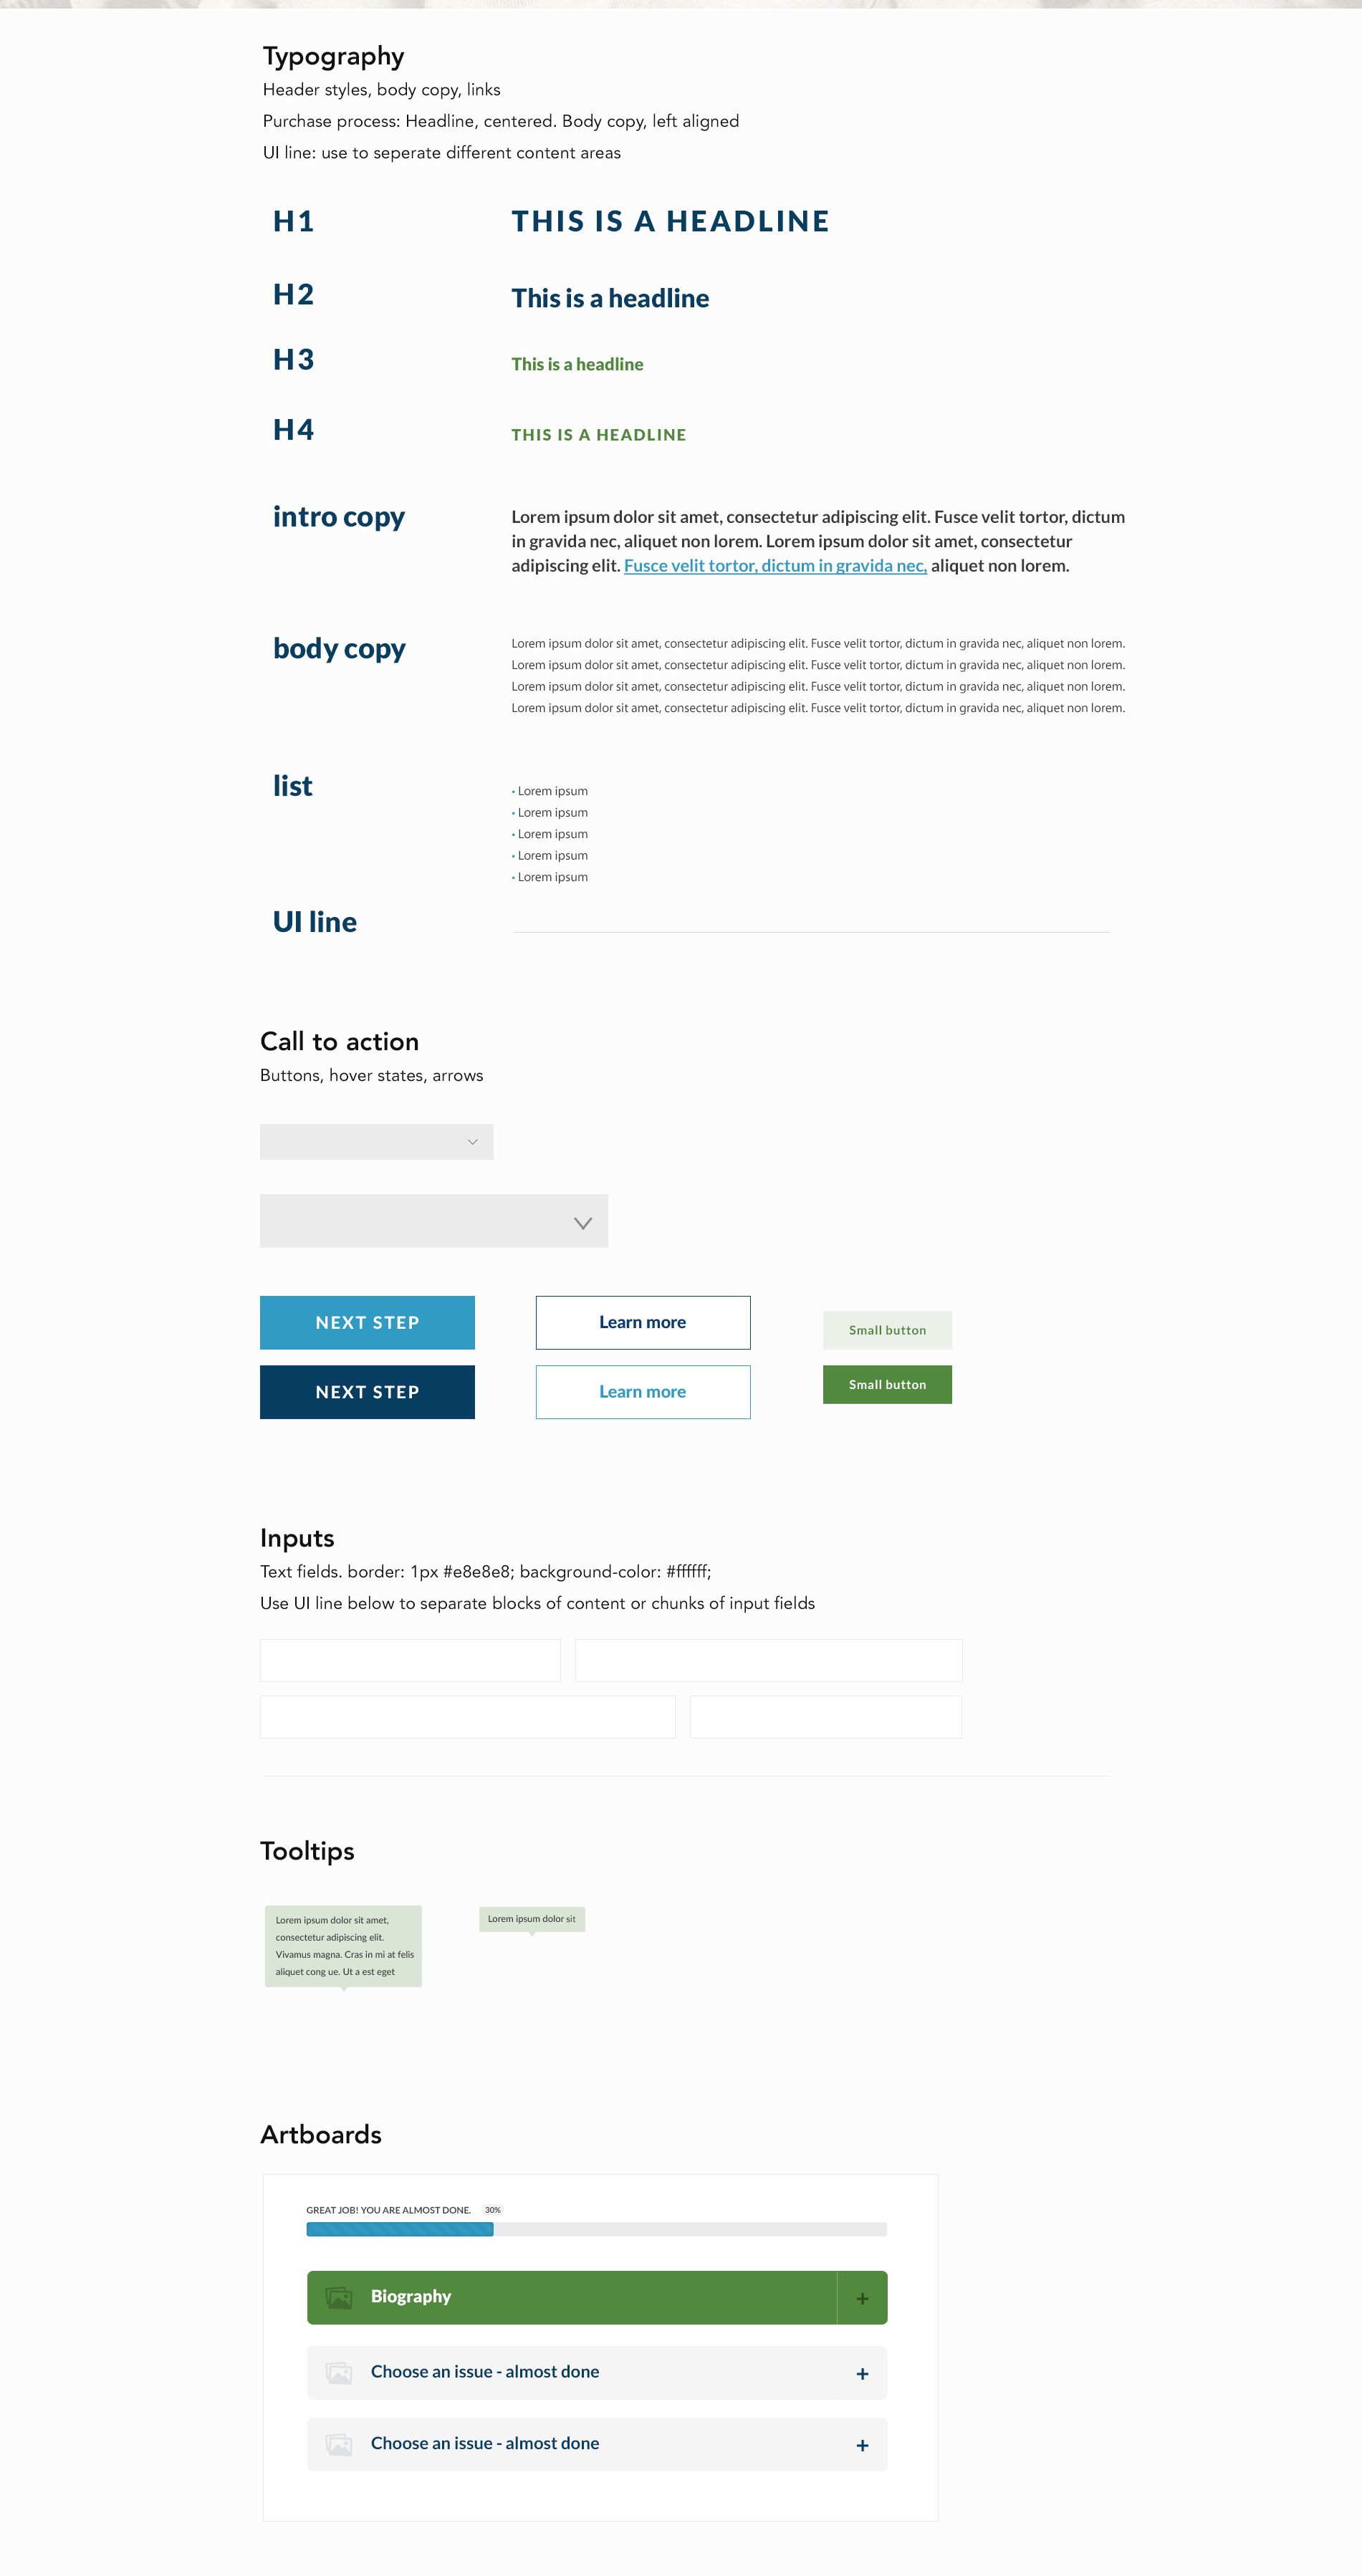 Typography
Header styles, body copy, links
Purchase process: Headline, centered. Body copy, left aligned
UI line: use to seperate different content areas
H1
THIS IS A HEADLINE
H2
This is a headline
H3
This is a headline
H4
THIS IS A HEADLINE
intro copy
Lorem ipsum dolor sit amet, consectetur adipiscing elit. Fusce velit tortor, dictum
in gravida nec, aliquet non lorem. Lorem ipsum dolor sit amet, consectetur
adipiscing elit. Fusce velit tortor, dictum in gravida nec, aliquet non lorem.
body copy
Lorem ipsum dolor sit amet, consectetur adipiscing elit. Fusce velit tortor, dictum in gravida nec, aliquet non lorem.
Lorem ipsum dolor sit amet, consectetur adipiscing elit. Fusce velit tortor, dictum in gravida nec, aliquet non lorem.
Lorem ipsum dolor sit amet, consectetur adipiscing elit. Fusce velit tortor, dictum in gravida nec, aliquet non lorem.
Lorem ipsum dolor sit amet, consectetur adipiscing elit. Fusce velit tortor, dictum in gravida nec, aliquet non lorem.
list
• Lorem ipsum
• Lorem ipsum
• Lorem ipsum
• Lorem ipsum
• Lorem ipsum
UI line
Call to action
Buttons, hover states, arrows
NEXT STEP
Learn more
Small button
NEXT STEP
Learn more
Small button
Inputs
Text fields. border: 1px #e8e8e8; background-color: #ffffff;
Use UI line below to separate blocks of content or chunks of input fields
Tooltips
Lorem ipsum dolor sit amet,
consectetur adipiscing elit.
Vivamus magna. Cras in mi at felis
aliquet cong ue. Ut a est eget
Lorem ipsum dolor sit
Artboards
GREAT JOB! YOU ARE ALMOST DONE. 30%
Biography +
Choose an issue - almost done +
Choose an issue - almost done +